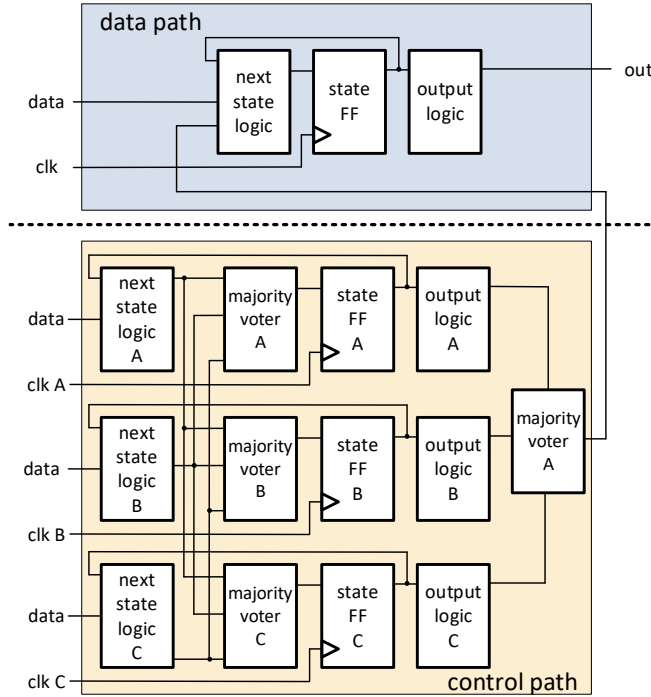 data path
data
clk
next
state
logic
state
FF
output
logic
out
data
clk A
next
state
logic
A
majority
voter
A
state
FF
A
output
logic
A
data
clk B
next
state
logic
B
majority
voter
B
state
FF
B
output
logic
B
majority
voter
A
data
clk C
next
state
logic
C
majority
voter
C
state
FF
C
output
logic
C
control path